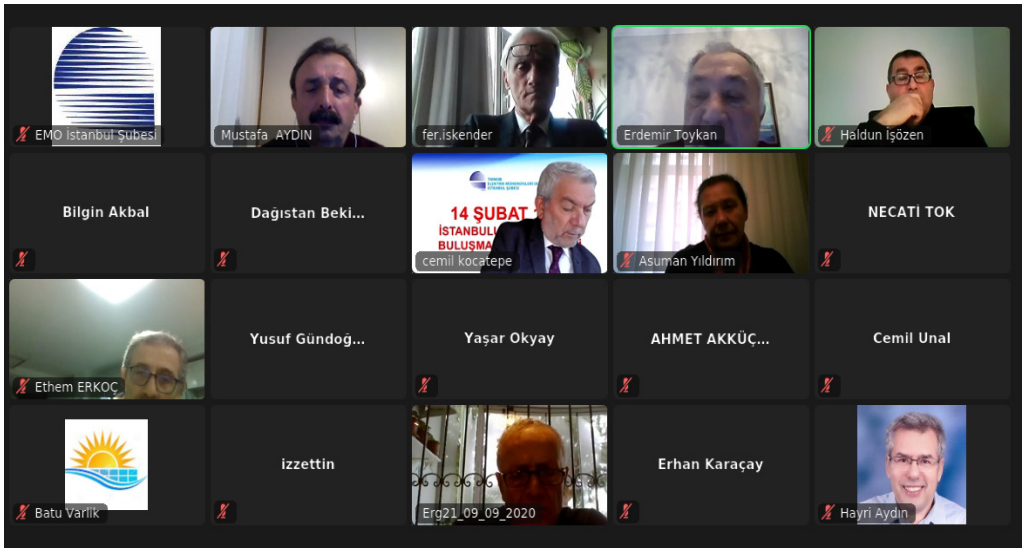 EMO İstanbul Şubesi
Mustafa AYDIN
fer.iskender
Erdemir Toykan
Haldun İşözen
Bilgin Akbal
Dağıstan Beki...
14 ŞUBAT
İSTANBUL
BULUŞMA
cemil kocatepe
Asuman Yıldırım
NECATİ TOK
Ethem ERKOÇ
Yusuf Gündoğ...
Yaşar Okyay
AHMET AKKÜÇ...
Cemil Unal
Batu Varlik
izzettin
Erg21_09_09_2020
Erhan Karaçay
Hayri Aydın